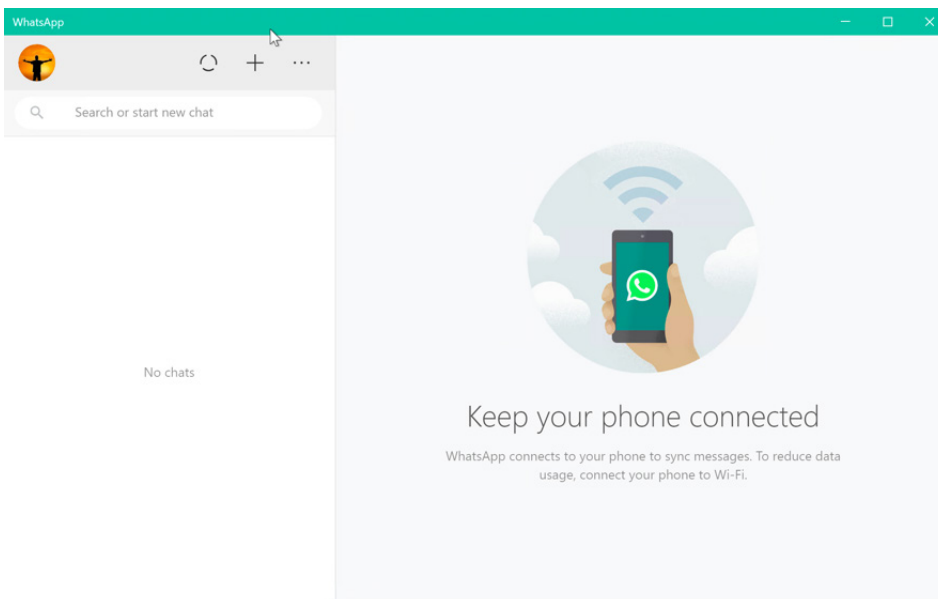 WhatsApp
Search or start new chat
No chats
Keep your phone connected
WhatsApp connects to your phone to sync messages. To reduce data
usage, connect your phone to Wi-Fi.